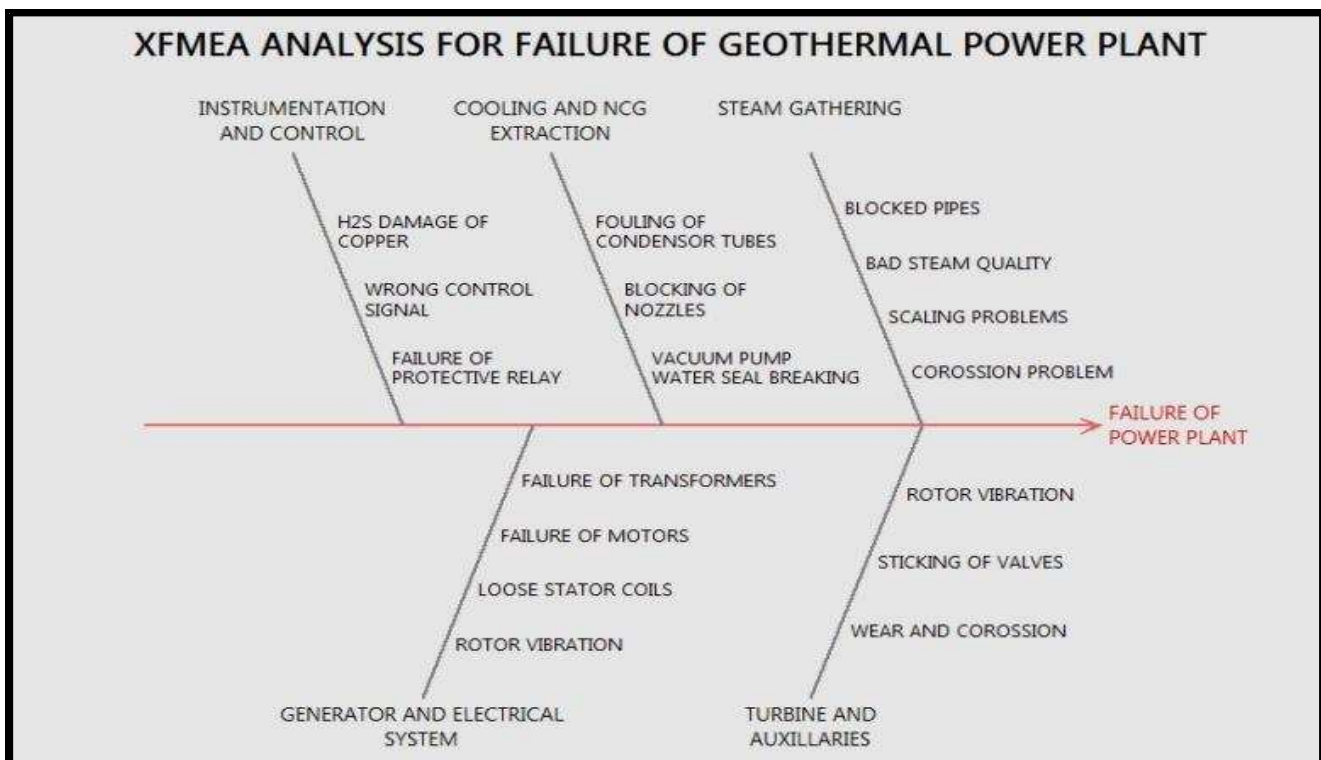 XFMEA ANALYSIS FOR FAILURE OF GEOTHERMAL POWER PLANT
INSTRUMENTATION
AND CONTROL
COOLING AND NCG
EXTRACTION
STEAM GATHERING
H2S DAMAGE OF
COPPER
WRONG CONTROL
SIGNAL
FAILURE OF
PROTECTIVE RELAY
FOULING OF
CONDENSOR TUBES
BLOCKING OF
NOZZLES
VACUUM PUMP
WATER SEAL BREAKING
BLOCKED PIPES
BAD STEAM QUALITY
SCALING PROBLEMS
COROSSION PROBLEM
FAILURE OF
POWER PLANT
FAILURE OF TRANSFORMERS
FAILURE OF MOTORS
LOOSE STATOR COILS
ROTOR VIBRATION
GENERATOR AND ELECTRICAL
SYSTEM
ROTOR VIBRATION
STICKING OF VALVES
WEAR AND COROSSION
TURBINE AND
AUXILLARIES